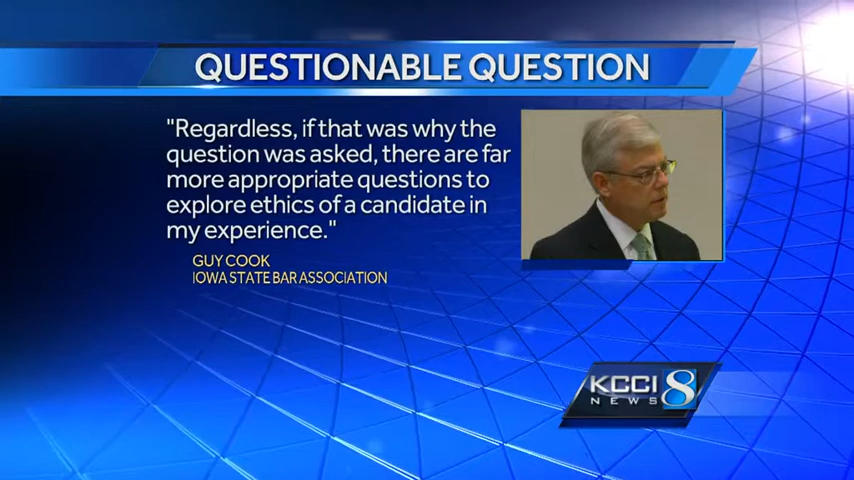 QUESTIONABLE QUESTION
"Regardless, if that was why the
question was asked, there are far
more appropriate questions to
explore ethics of a candidate in
my experience."
GUY COOK
IOWA STATE BAR ASSOCIATION
KCCI 8
NEWS